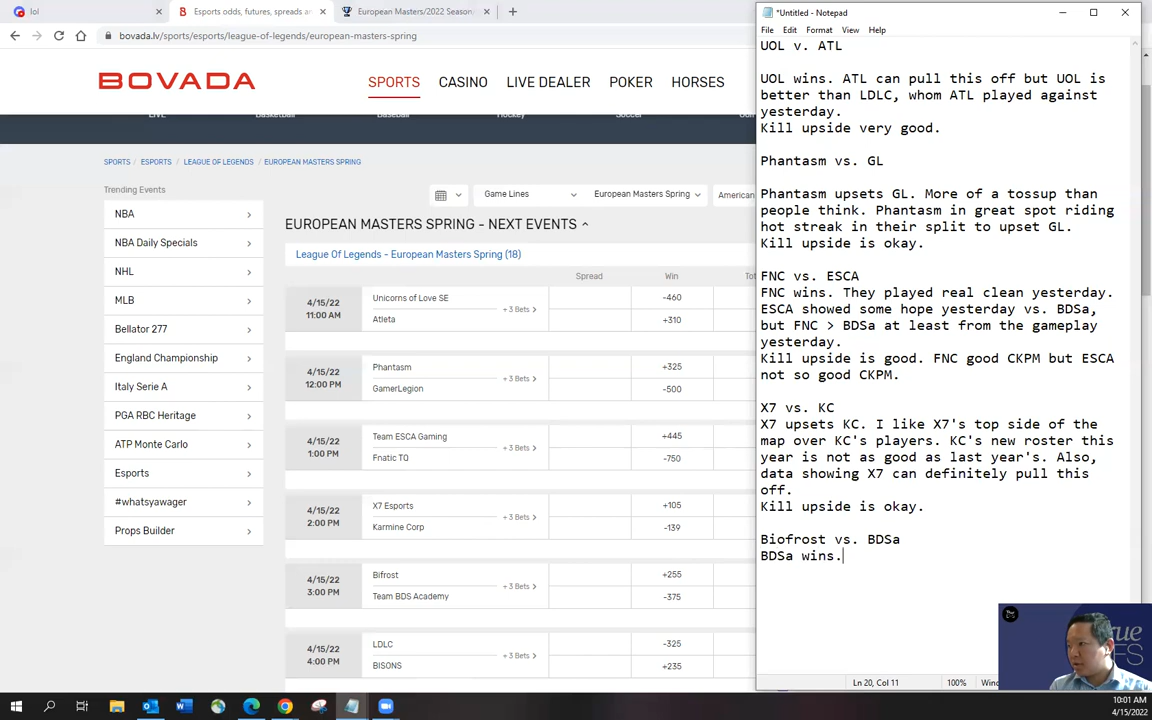 lol
Esports odds, futures, spreads a
European Masters/2022 Season
*Untitled - Notepad
bovada.lv/sports/esports/league-of-legends/european-masters-spring
File Edit Format View Help
BOVADA
SPORTS CASINO LIVE DEALER POKER HORSES
LIVE Basketball Baseball Hockey Soccer
SPORTS / ESPORTS / LEAGUE OF LEGENDS / EUROPEAN MASTERS SPRING
Trending Events
NBA
NBA Daily Specials
NHL
MLB
Bellator 277
England Championship
Italy Serie A
PGA RBC Heritage
ATP Monte Carlo
Esports
#whatsyawager
Props Builder
Game Lines European Masters Spring American
EUROPEAN MASTERS SPRING - NEXT EVENTS
League Of Legends - European Masters Spring (18)
Spread Win To
4/15/22 11:00 AM
Unicorns of Love SE -460
Atleta +310
+ 3 Bets
4/15/22 12:00 PM
Phantasm +325
GamerLegion -500
+ 3 Bets
4/15/22 1:00 PM
Team ESCA Gaming +445
Fnatic TQ -750
+ 3 Bets
4/15/22 2:00 PM
X7 Esports +105
Karmine Corp -139
+ 3 Bets
4/15/22 3:00 PM
Bifrost +255
Team BDS Academy -375
+ 3 Bets
4/15/22 4:00 PM
LDLC -325
BISONS +235
+ 3 Bets
UOL v. ATL
UOL wins. ATL can pull this off but UOL is
better than LDLC, whom ATL played against
yesterday.
Kill upside very good.
Phantasm vs. GL
Phantasm upsets GL. More of a tossup than
people think. Phantasm in great spot riding
hot streak in their split to upset GL.
Kill upside is okay.
FNC vs. ESCA
FNC wins. They played real clean yesterday.
ESCA showed some hope yesterday vs. BDSa,
but FNC > BDSa at least from the gameplay
yesterday.
Kill upside is good. FNC good CKPM but ESCA
not so good CKPM.
X7 vs. KC
X7 upsets KC. I like X7's top side of the
map over KC's players. KC's new roster this
year is not as good as last year's. Also,
data showing X7 can definitely pull this
off.
Kill upside is okay.
Biofrost vs. BDSa
BDSa wins.
Ln 20, Col 11 100% Win
10:01 AM
4/15/2022